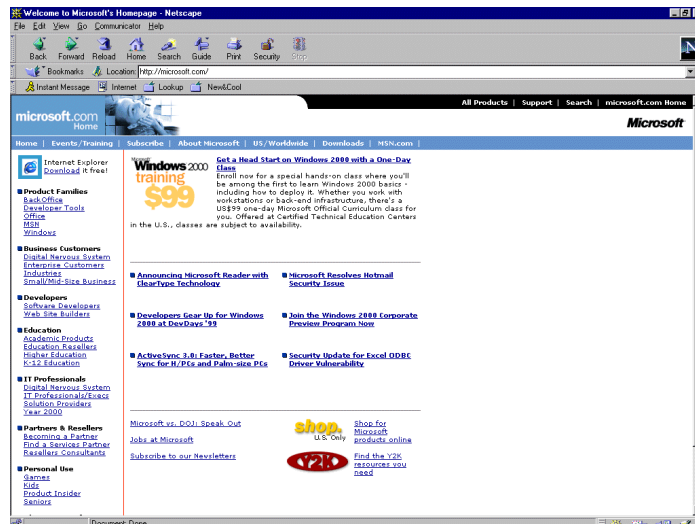 Welcome to Microsoft's Homepage - Netscape
File Edit View Go Communicator Help
Back Forward Reload Home Search Guide Print Security Stop
Bookmarks Location: http://microsoft.com/
Instant Message Internet Lookup New&Cool
All Products | Support | Search | microsoft.com Home
microsoft.com
Home
Microsoft
Home | Events/Training | Subscribe | About Microsoft | US/Worldwide | Downloads | MSN.com |
Internet Explorer
Download it free!
Product Families
BackOffice
Developer Tools
Office
MSN
Windows
Business Customers
Digital Nervous System
Enterprise Customers
Industries
Small/Mid-Size Business
Developers
Software Developers
Web Site Builders
Education
Academic Products
Education Resellers
Higher Education
K-12 Education
IT Professionals
Digital Nervous System
IT Professionals/Execs
Solution Providers
Year 2000
Partners & Resellers
Becoming a Partner
Find a Services Partner
Resellers Consultants
Personal Use
Games
Kids
Product Insider
Seniors
Microsoft
Windows 2000
training
$99
Get a Head Start on Windows 2000 with a One-Day
Class
Enroll now for a special hands-on class where you'll
be among the first to learn Windows 2000 basics -
including how to deploy it. Whether you work with
workstations or back-end infrastructure, there's a
US$99 one-day Microsoft Official Curriculum class for
you. Offered at Certified Technical Education Centers
in the U.S., classes are subject to availability.
Announcing Microsoft Reader with
ClearType Technology
Microsoft Resolves Hotmail
Security Issue
Developers Gear Up for Windows
2000 at DevDays '99
Join the Windows 2000 Corporate
Preview Program Now
ActiveSync 3.0: Faster, Better
Sync for H/PCs and Palm-size PCs
Security Update for Excel ODBC
Driver Vulnerability
Microsoft vs. DOJ: Speak Out
Jobs at Microsoft
Subscribe to our Newsletters
shop.
U.S. Only
Shop for
Microsoft
products online
Y2K
Find the Y2K
resources you
need
Document: Done